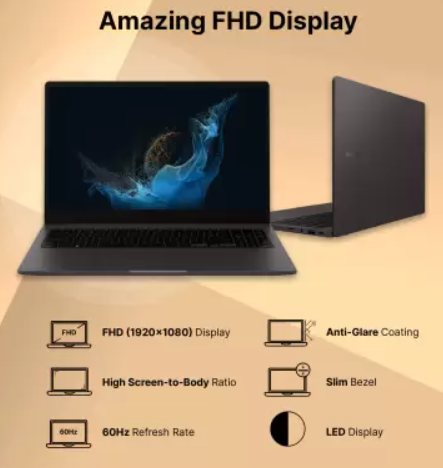 Amazing FHD Display
FHD
FHD (1920×1080) Display
Anti-Glare Coating
High Screen-to-Body Ratio
Slim Bezel
60Hz
60Hz Refresh Rate
LED Display